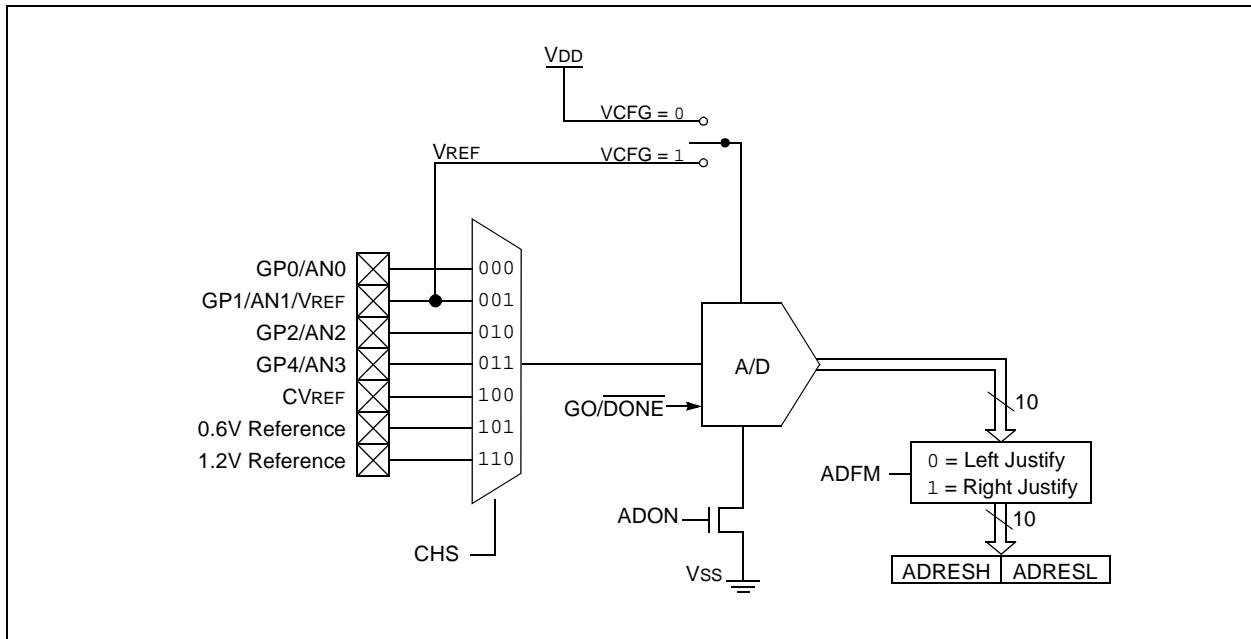 VDD
VCFG = 0
VREF
VCFG = 1
GP0/AN0
000
GP1/AN1/VREF
001
GP2/AN2
010
GP4/AN3
011
A/D
CVREF
100
GO/DONE
10
0.6V Reference
101
1.2V Reference
110
ADFM
0 = Left Justify
1 = Right Justify
ADON
10
CHS
VSS
ADRESH ADRESL